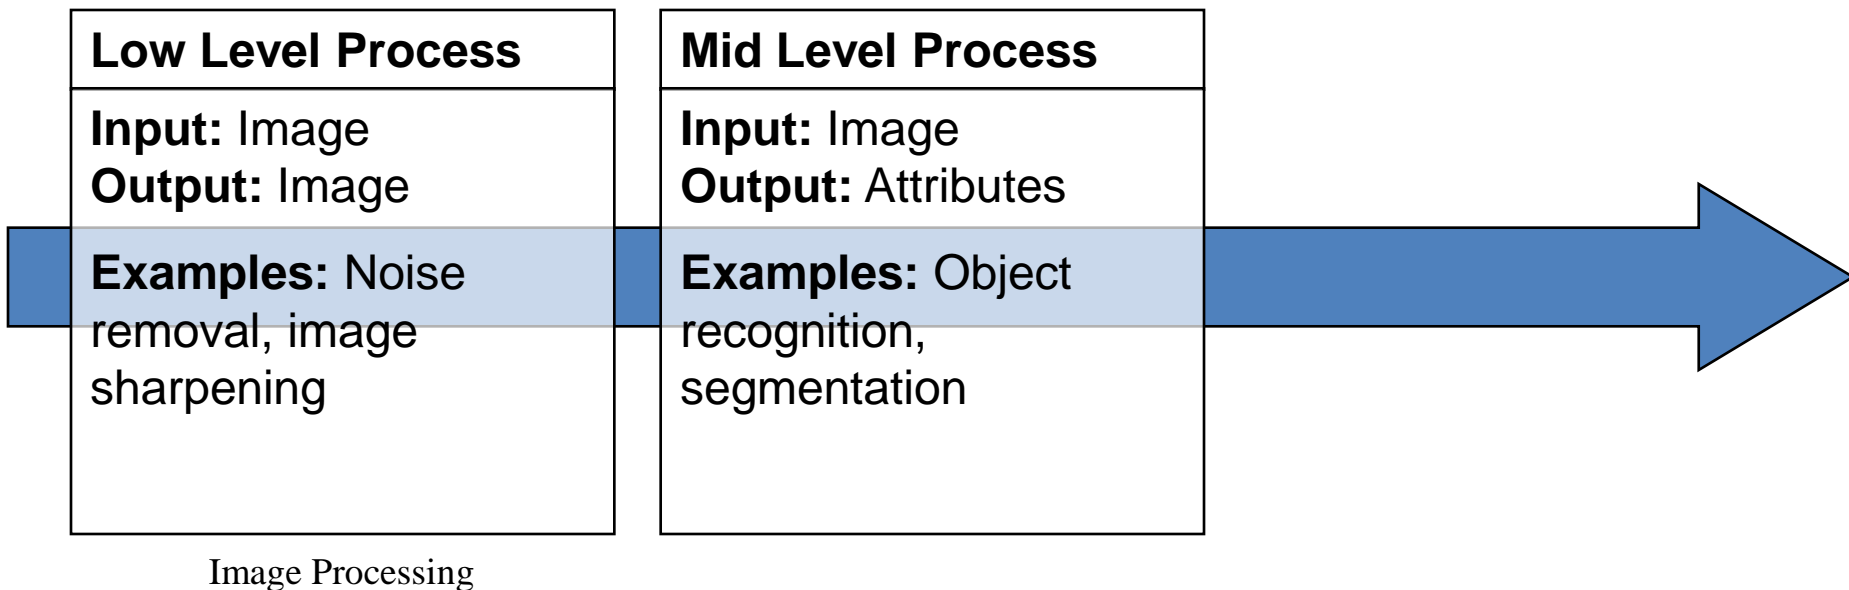 Low Level Process
Input: Image
Output: Image
Examples: Noise
removal, image
sharpening
Mid Level Process
Input: Image
Output: Attributes
Examples: Object
recognition,
segmentation
Image Processing